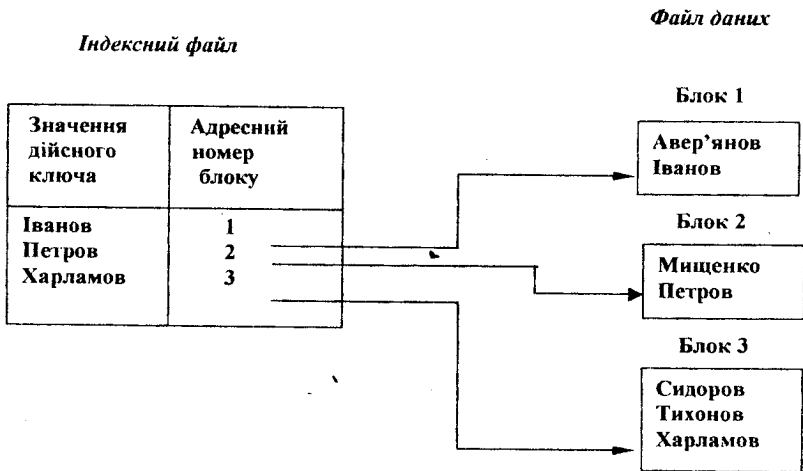 Файл даних
Індексний файл
Значення дійсного ключа
Адресний номер блоку
Іванов 1
Петров 2
Харламов 3
Блок 1
Авер’янов
Іванов
Блок 2
Мищенко
Петров
Блок 3
Сидоров
Тихонов
Харламов